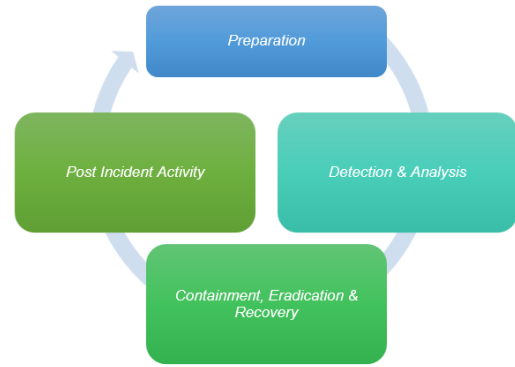 Preparation
Post Incident Activity
Detection & Analysis
Containment, Eradication &
Recovery